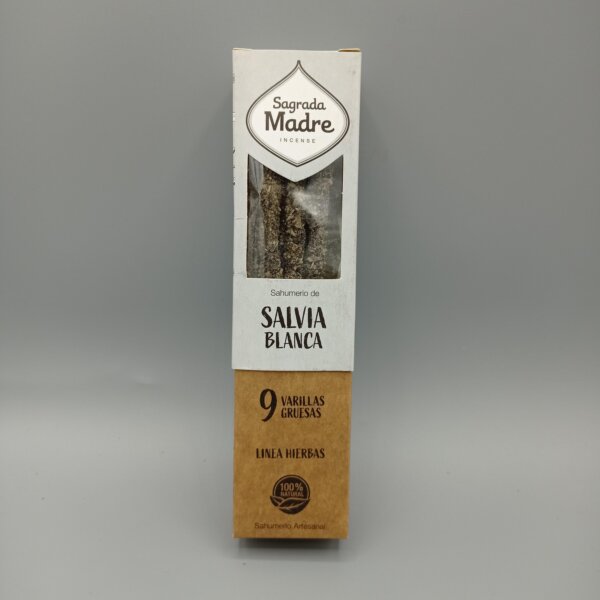 Sagrada
Madre
INCENSE
Sahumerio de
SALVIA
BLANCA
9 VARILLAS
GRUESAS
LINEA HIERBAS
100%
NATURAL
Sahumerio Artesanal